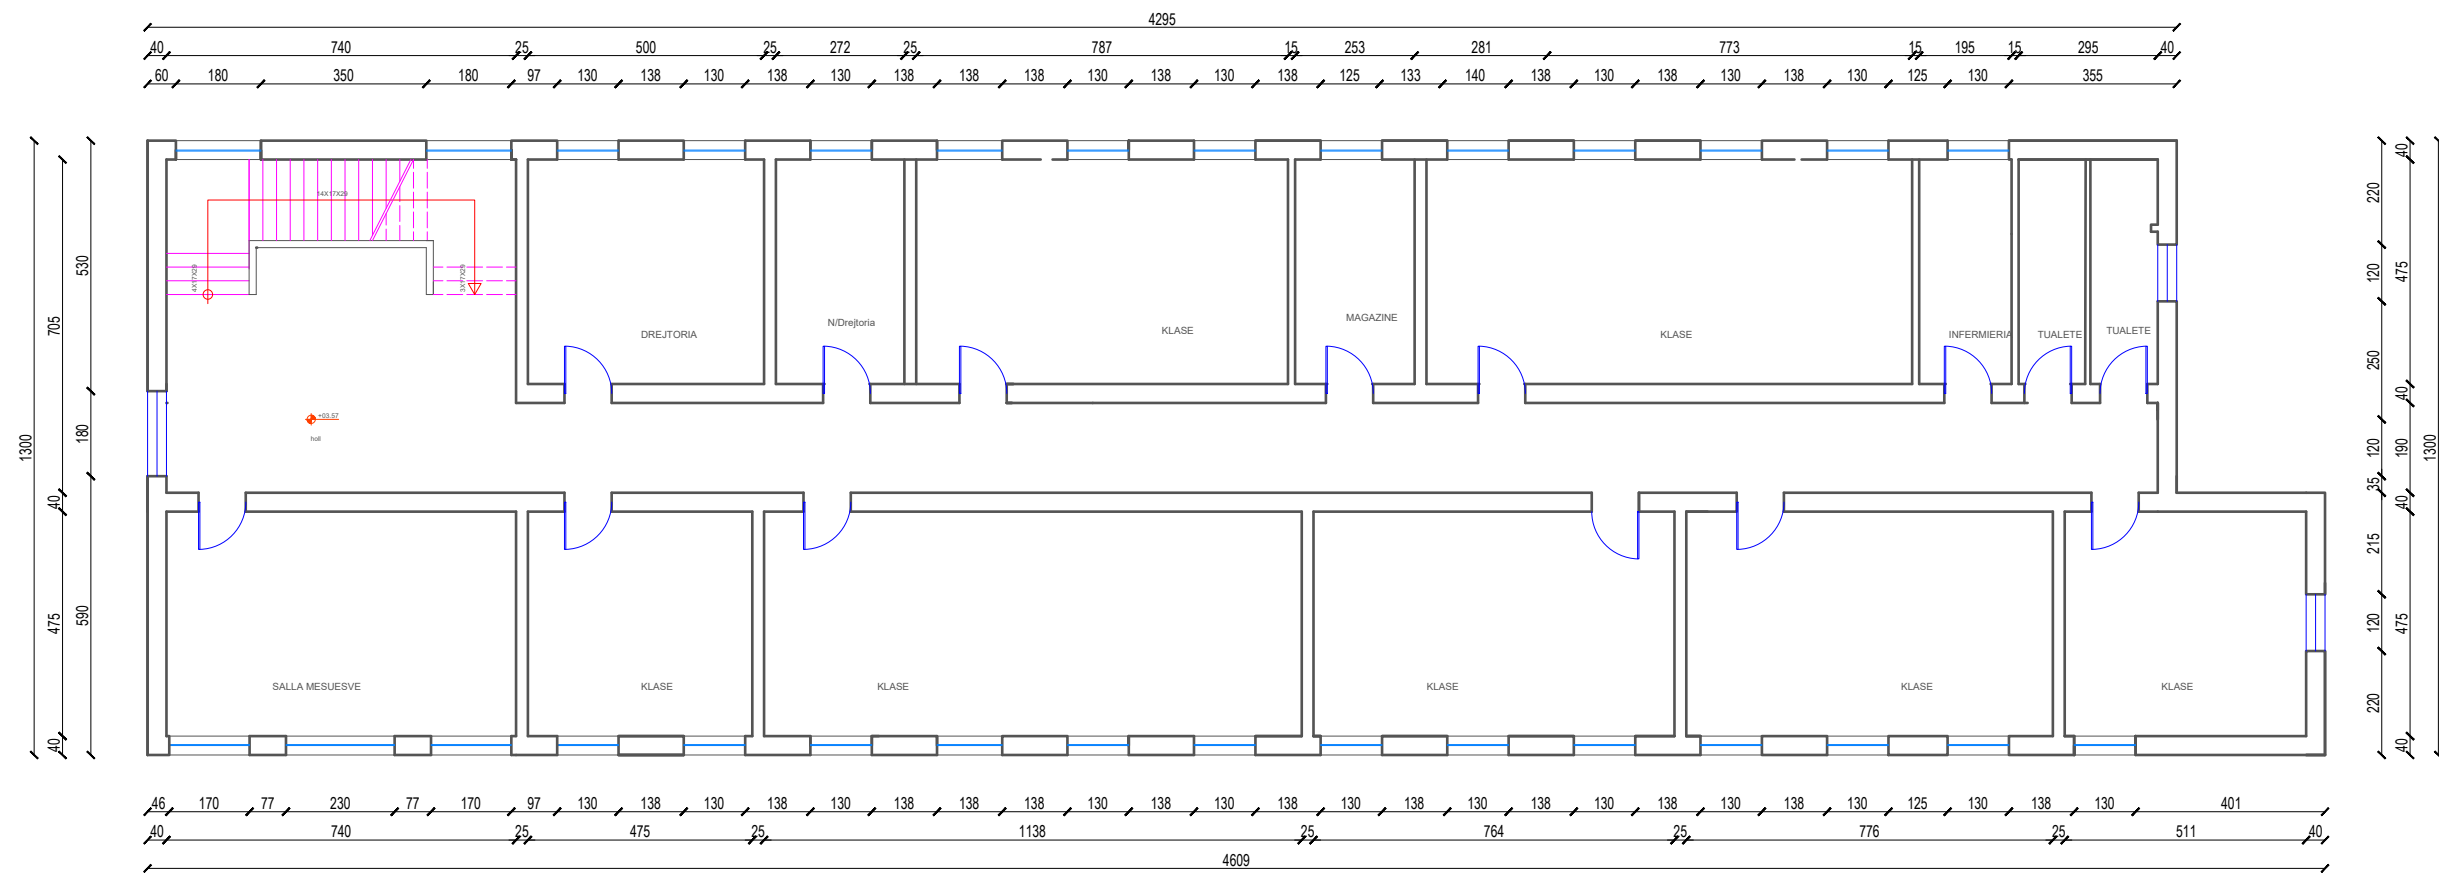 4295
40 740 25 500 25 272 25 787 15 253 281 773 15 195 15 295 40
60 180 350 180 97 130 138 130 138 130 138 138 138 130 138 130 138 125 133 140 138 130 138 130 138 130 125 130 355
14X17X29
4X17X29
3X17X29
DREJTORIA
N/Drejtoria
KLASE
MAGAZINE
KLASE
INFERMIERIA
TUALETE
TUALETE
+03.57
holl
SALLA MESUESVE
KLASE
KLASE
KLASE
KLASE
KLASE
1300
705 40 475 40
530 180 590
220 120 250 120 35 215 120 220
40 475 40 190 40 475 40
1300
46 170 77 230 77 170 97 130 138 130 138 130 138 138 138 130 138 130 138 130 138 130 138 130 138 130 138 130 125 130 138 130 401
40 740 25 475 25 1138 25 764 25 776 25 511 40
4609